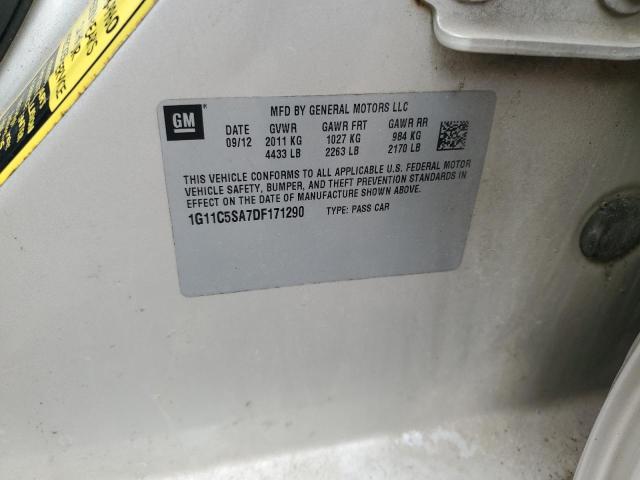 GM
MFD BY GENERAL MOTORS LLC
DATE GVWR GAWR FRT GAWR RR
09/12 2011 KG 1027 KG 984 KG
4433 LB 2263 LB 2170 LB
THIS VEHICLE CONFORMS TO ALL APPLICABLE U.S. FEDERAL MOTOR
VEHICLE SAFETY, BUMPER, AND THEFT PREVENTION STANDARDS IN
EFFECT ON THE DATE OF MANUFACTURE SHOWN ABOVE.
1G11C5SA7DF171290 TYPE: PASS CAR